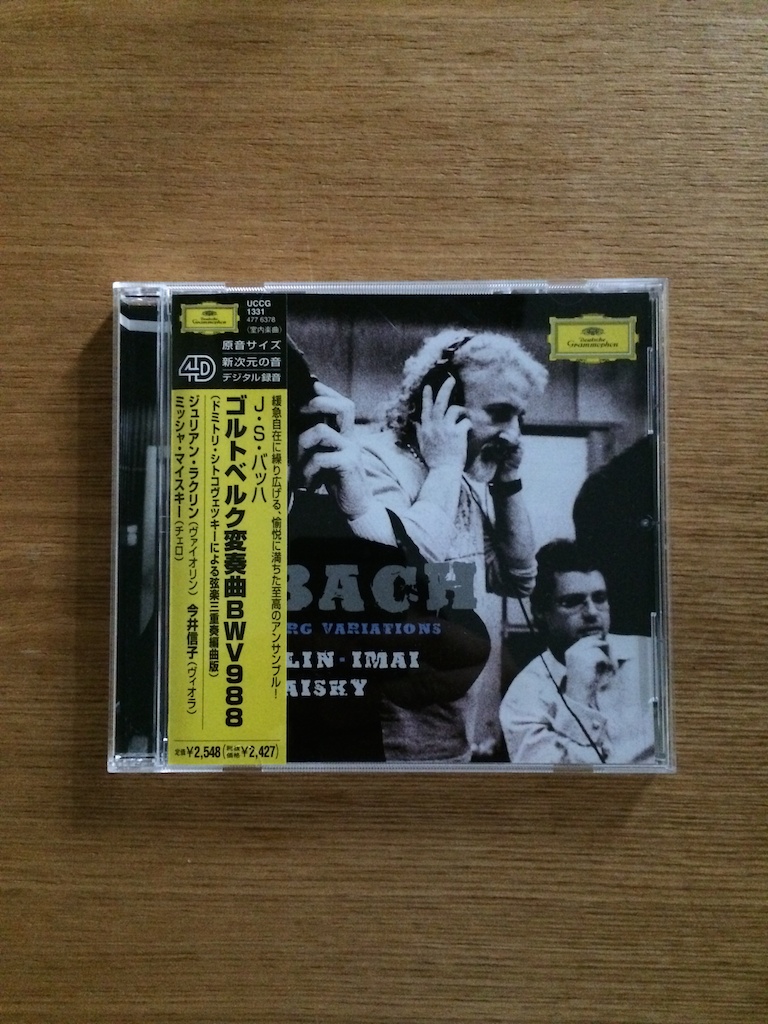 Deutsche
Grammophon
UCCG
1331
477 6378
(室内楽曲)
4D
原音サイズ
新次元の音
デジタル録音
緩急自在に繰り広げる、愉悦に満ちた至高のアンサンブル!
J・S・バッハ
ゴルトベルク変奏曲BWV988
(ドミトリ・シトコヴェツキーによる弦楽三重奏編曲版)
ジュリアン・ラクリン(ヴァイオリン) 今井信子(ヴィオラ)
ミッシャ・マイスキー(チェロ)
定価¥2,548(税抜価格¥2,427)
Deutsche
Grammophon
BACH
RG VARIATIONS
LIN·IMAI
AISKY